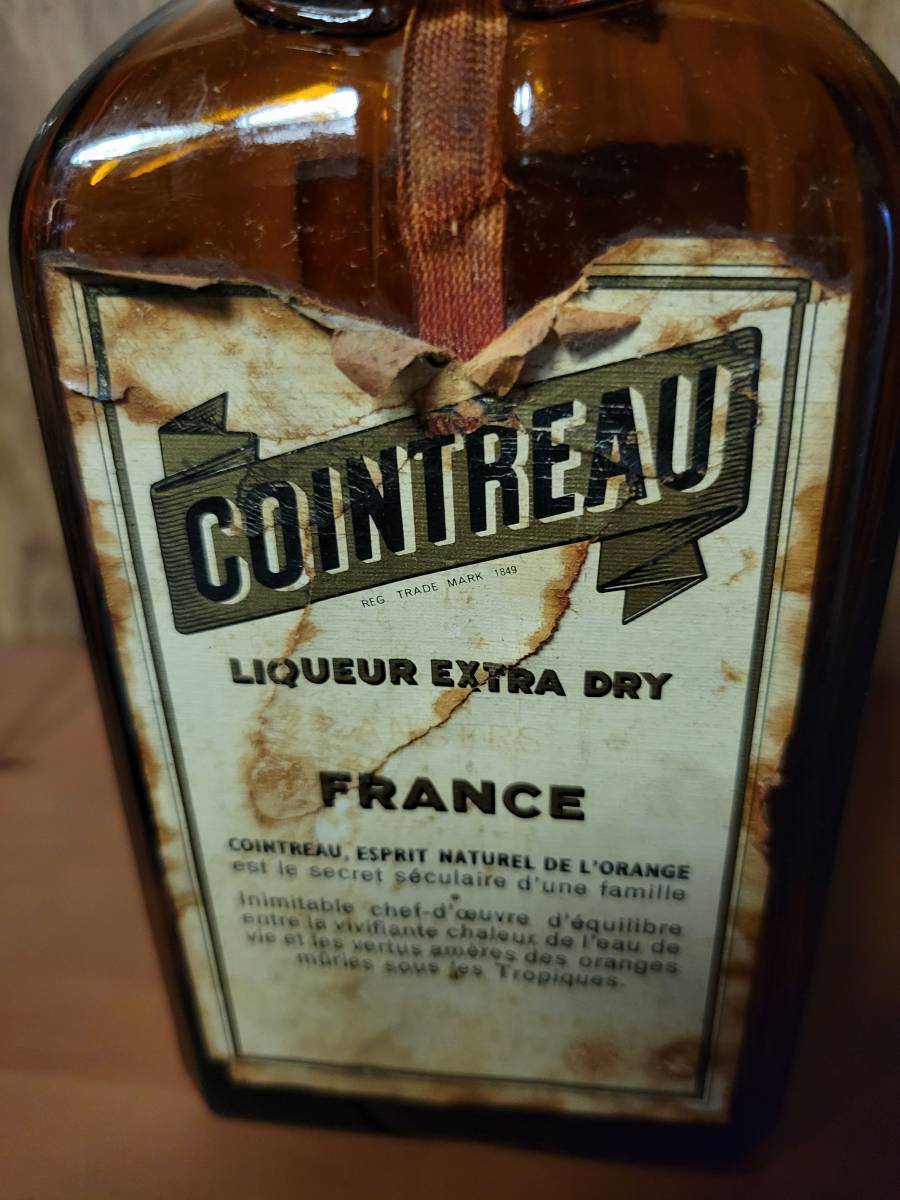 COINTREAU
REG. TRADE MARK 1849
LIQUEUR EXTRA DRY
ANGERS
FRANCE
COINTREAU, ESPRIT NATUREL DE L'ORANGE
est le secret séculaire d'une famille
Inimitable chef-d'œuvre d'équilibre
entre la vivifiante chaleur de l'eau de
vie et les vertus amères des oranges
mûries sous les Tropiques.